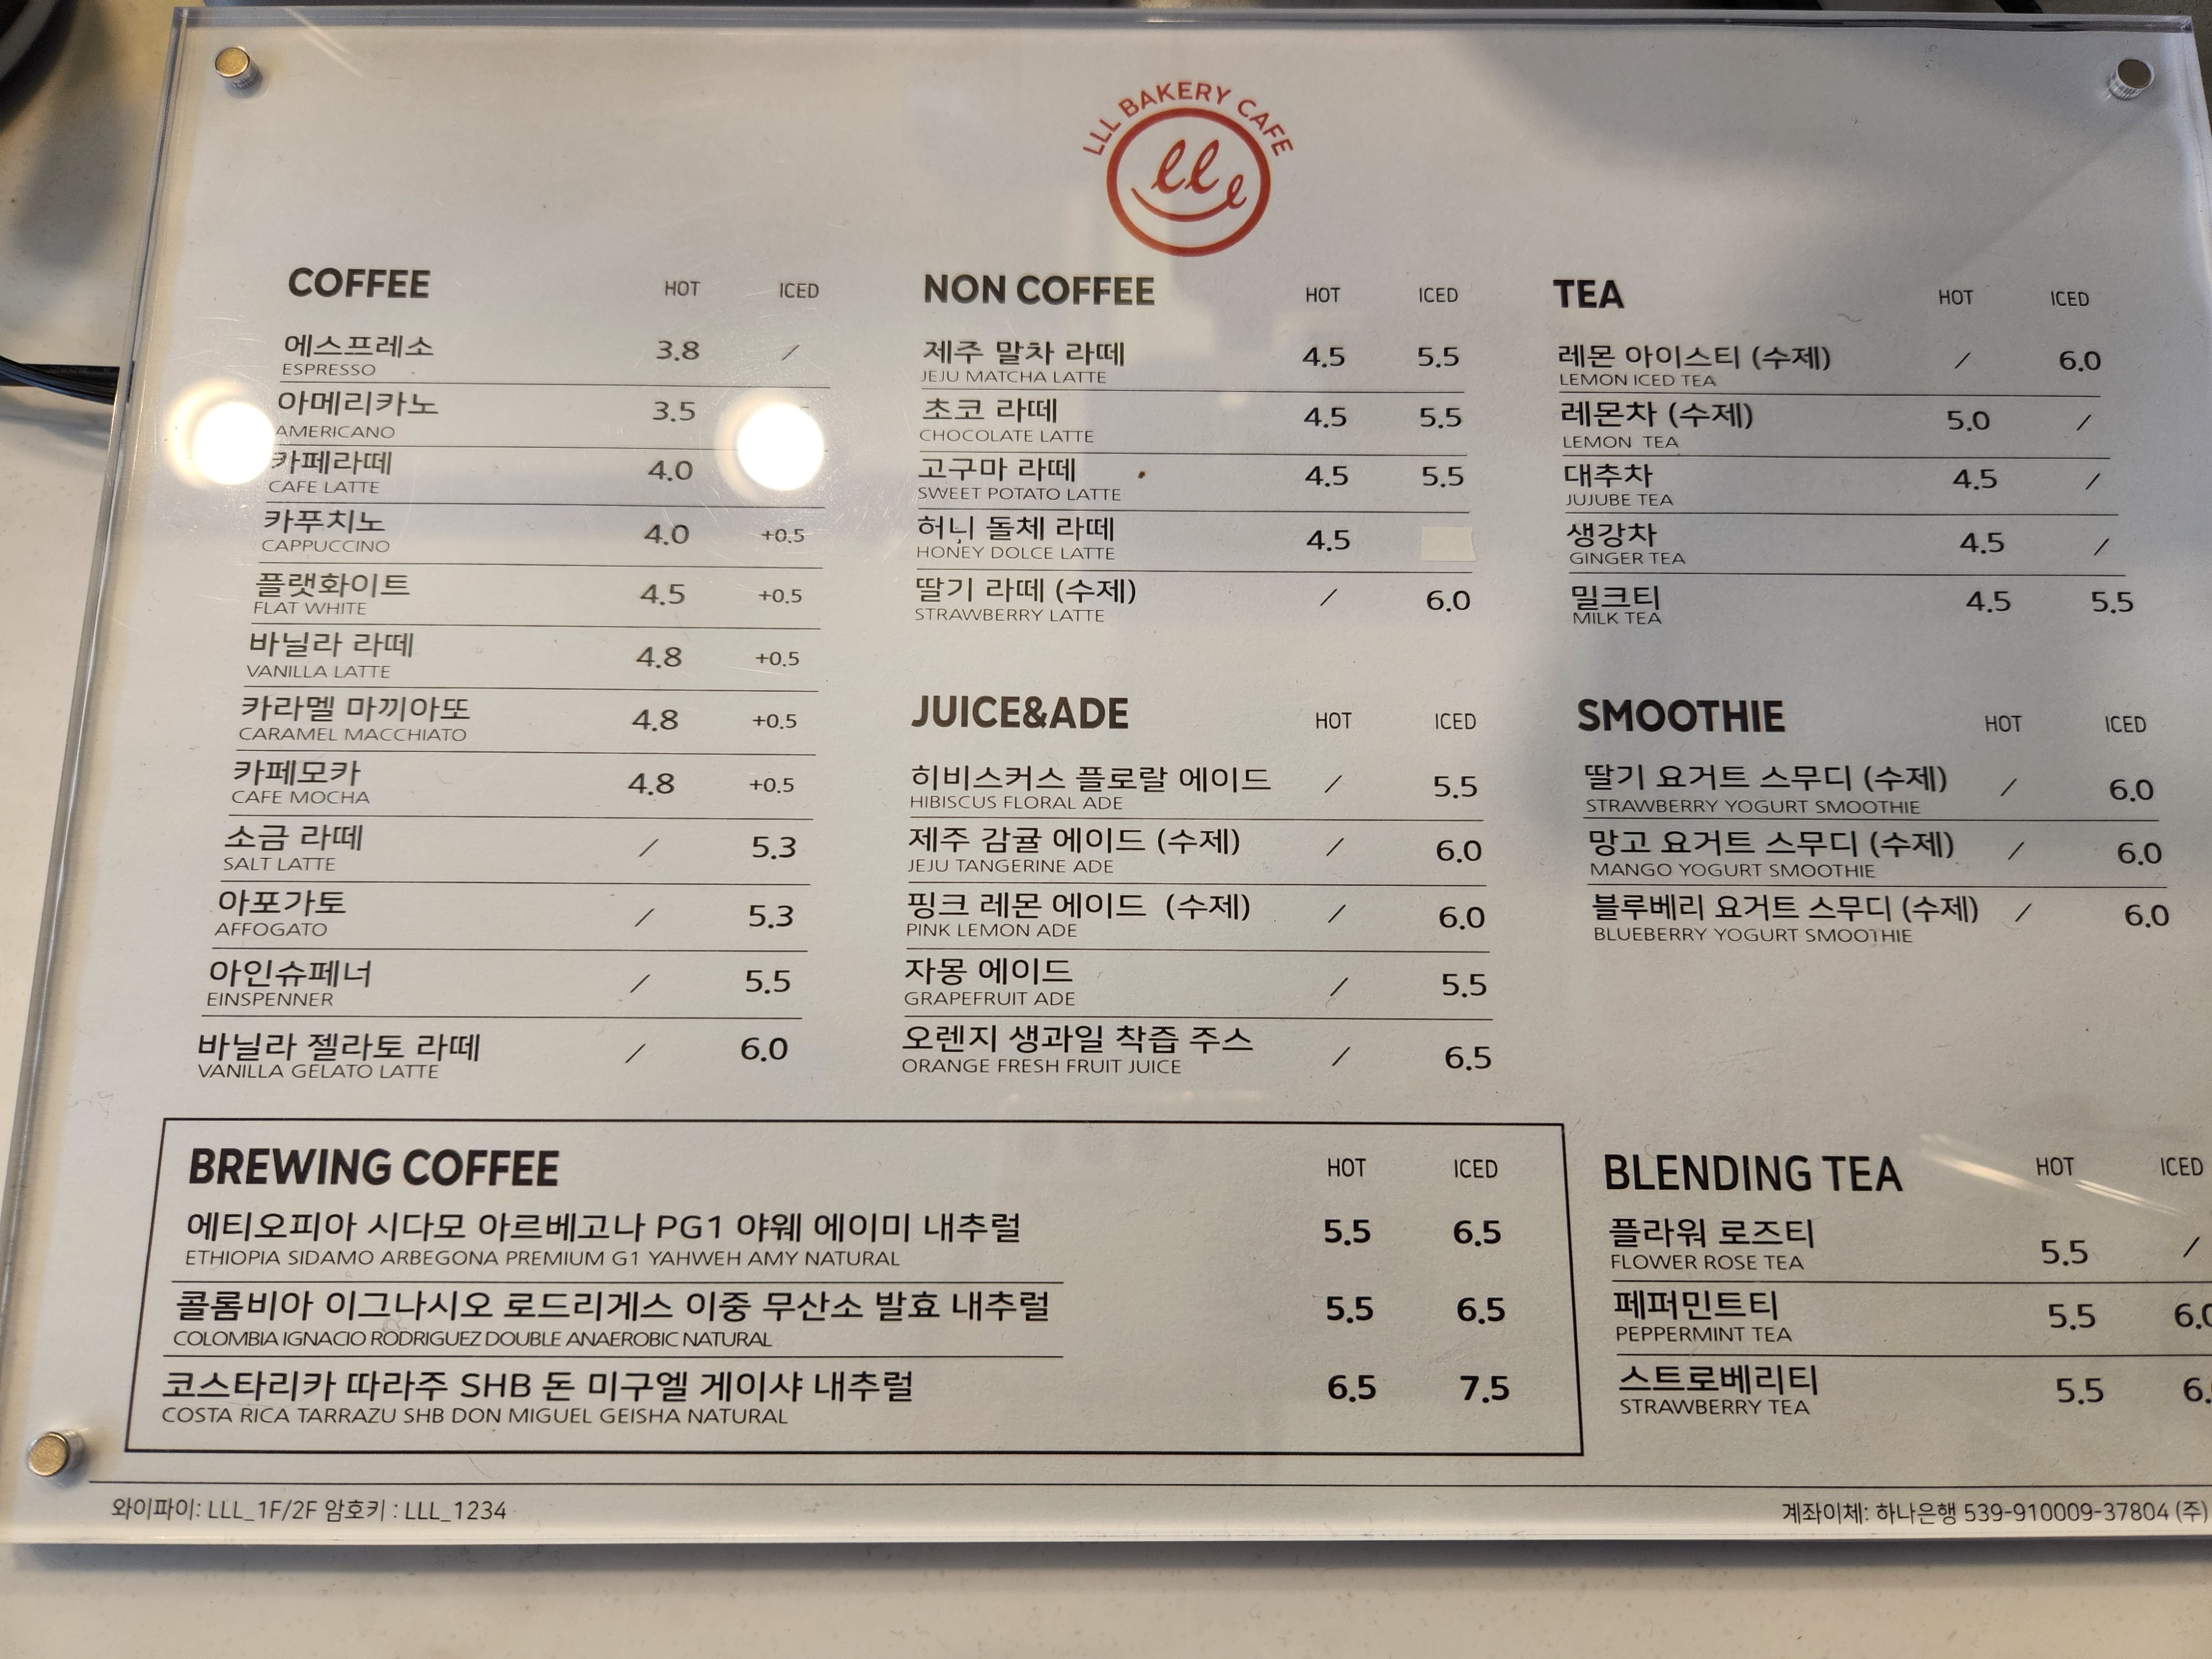 LLL BAKERY CAFE
lll
COFFEE HOT ICED
에스프레소 3.8 /
ESPRESSO
아메리카노 3.5
AMERICANO
카페라떼 4.0
CAFE LATTE
카푸치노 4.0 +0.5
CAPPUCCINO
플랫화이트 4.5 +0.5
FLAT WHITE
바닐라 라떼 4.8 +0.5
VANILLA LATTE
카라멜 마끼아또 4.8 +0.5
CARAMEL MACCHIATO
카페모카 4.8 +0.5
CAFE MOCHA
소금 라떼 / 5.3
SALT LATTE
아포가토 / 5.3
AFFOGATO
아인슈페너 / 5.5
EINSPENNER
바닐라 젤라토 라떼 / 6.0
VANILLA GELATO LATTE
NON COFFEE HOT ICED
제주 말차 라떼 4.5 5.5
JEJU MATCHA LATTE
초코 라떼 4.5 5.5
CHOCOLATE LATTE
고구마 라떼 4.5 5.5
SWEET POTATO LATTE
허니 돌체 라떼 4.5
HONEY DOLCE LATTE
딸기 라떼 (수제) / 6.0
STRAWBERRY LATTE
JUICE&ADE HOT ICED
히비스커스 플로랄 에이드 / 5.5
HIBISCUS FLORAL ADE
제주 감귤 에이드 (수제) / 6.0
JEJU TANGERINE ADE
핑크 레몬 에이드 (수제) / 6.0
PINK LEMON ADE
자몽 에이드 / 5.5
GRAPEFRUIT ADE
오렌지 생과일 착즙 주스 / 6.5
ORANGE FRESH FRUIT JUICE
TEA HOT ICED
레몬 아이스티 (수제) / 6.0
LEMON ICED TEA
레몬차 (수제) 5.0 /
LEMON TEA
대추차 4.5 /
JUJUBE TEA
생강차 4.5 /
GINGER TEA
밀크티 4.5 5.5
MILK TEA
SMOOTHIE HOT ICED
딸기 요거트 스무디 (수제) / 6.0
STRAWBERRY YOGURT SMOOTHIE
망고 요거트 스무디 (수제) / 6.0
MANGO YOGURT SMOOTHIE
블루베리 요거트 스무디 (수제) / 6.0
BLUEBERRY YOGURT SMOOTHIE
BREWING COFFEE HOT ICED
에티오피아 시다모 아르베고나 PG1 야웨 에이미 내추럴 5.5 6.5
ETHIOPIA SIDAMO ARBEGONA PREMIUM G1 YAHWEH AMY NATURAL
콜롬비아 이그나시오 로드리게스 이중 무산소 발효 내추럴 5.5 6.5
COLOMBIA IGNACIO RODRIGUEZ DOUBLE ANAEROBIC NATURAL
코스타리카 따라주 SHB 돈 미구엘 게이샤 내추럴 6.5 7.5
COSTA RICA TARRAZU SHB DON MIGUEL GEISHA NATURAL
BLENDING TEA HOT ICED
플라워 로즈티 5.5 /
FLOWER ROSE TEA
페퍼민트티 5.5 6.0
PEPPERMINT TEA
스트로베리티 5.5
STRAWBERRY TEA
와이파이: LLL_1F/2F 암호키 : LLL_1234
계좌이체: 하나은행 539-910009-37804 (주)